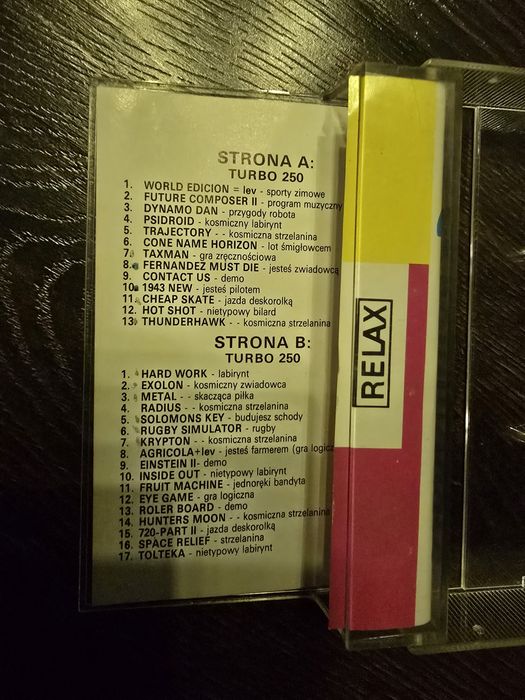 STRONA A:
TURBO 250
1. WORLD EDICION = lev - sporty zimowe
2. FUTURE COMPOSER II - program muzyczny
3. DYNAMO DAN - przygody robota
4. PSIDROID - kosmiczny labirynt
5. TRAJECTORY - - kosmiczna strzelanina
6. CONE NAME HORIZON - lot śmigłowcem
7. TAXMAN - gra zręcznościowa
8. FERNANDEZ MUST DIE - jesteś zwiadowcą
9. CONTACT US - demo
10. 1943 NEW - jesteś pilotem
11. CHEAP SKATE - jazda deskorolką
12. HOT SHOT - nietypowy bilard
13. THUNDERHAWK - - kosmiczna strzelanina
STRONA B:
TURBO 250
1. HARD WORK - labirynt
2. EXOLON - kosmiczny zwiadowca
3. METAL - - skacząca piłka
4. RADIUS - - kosmiczna strzelanina
5. SOLOMONS KEY - budujesz schody
6. RUGBY SIMULATOR - rugby
7. KRYPTON - - kosmiczna strzelanina
8. AGRICOLA+lev - jesteś farmerem (gra logicz
9. EINSTEIN II- demo
10. INSIDE OUT - nietypowy labirynt
11. FRUIT MACHINE - jednoręki bandyta
12. EYE GAME - gra logiczna
13. ROLER BOARD - demo
14. HUNTERS MOON - - kosmiczna strzelanina
15. 720-PART II - jazda deskorolką
16. SPACE RELIEF - strzelanina
17. TOLTEKA - nietypowy labirynt
RELAX